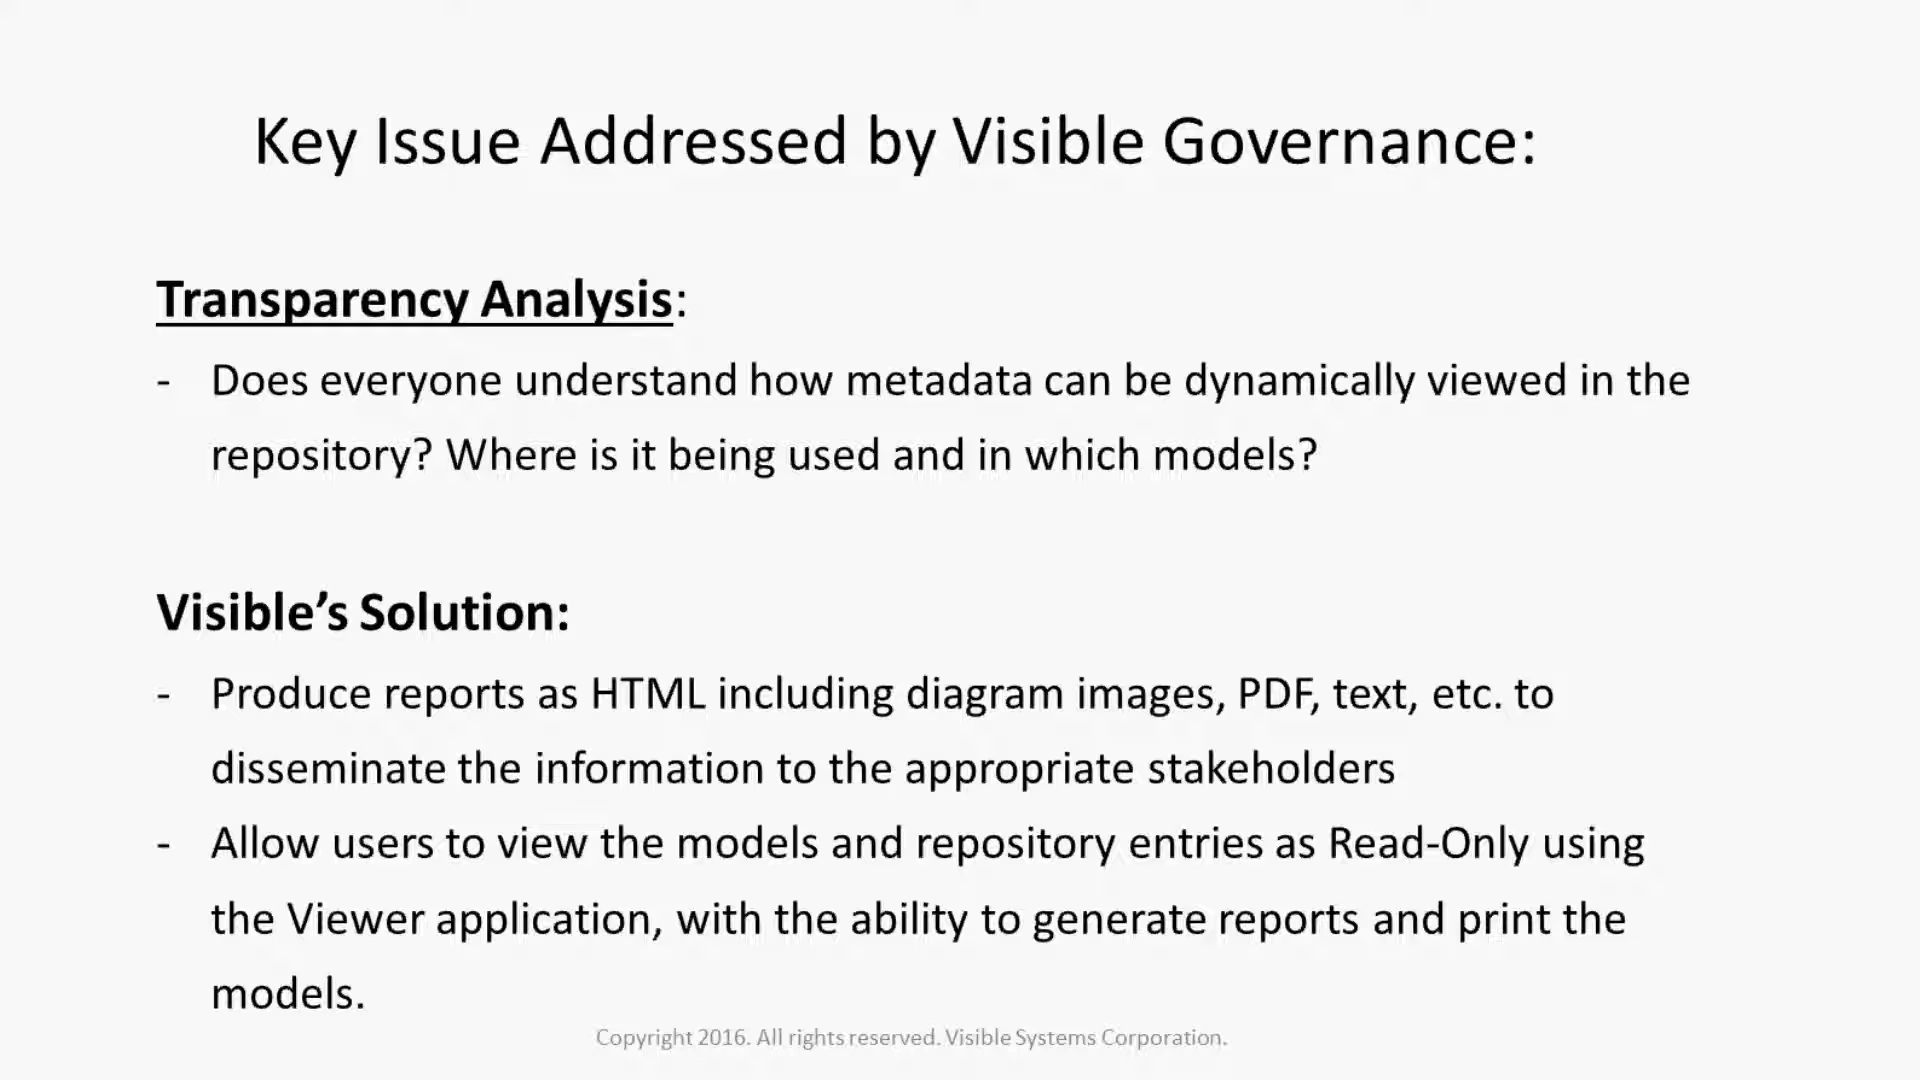 Key Issue Addressed by Visible Governance:
Transparency Analysis:
- Does everyone understand how metadata can be dynamically viewed in the
repository? Where is it being used and in which models?
Visible’s Solution:
- Produce reports as HTML including diagram images, PDF, text, etc. to
disseminate the information to the appropriate stakeholders
- Allow users to view the models and repository entries as Read-Only using
the Viewer application, with the ability to generate reports and print the
models.
Copyright 2016. All rights reserved. Visible Systems Corporation.